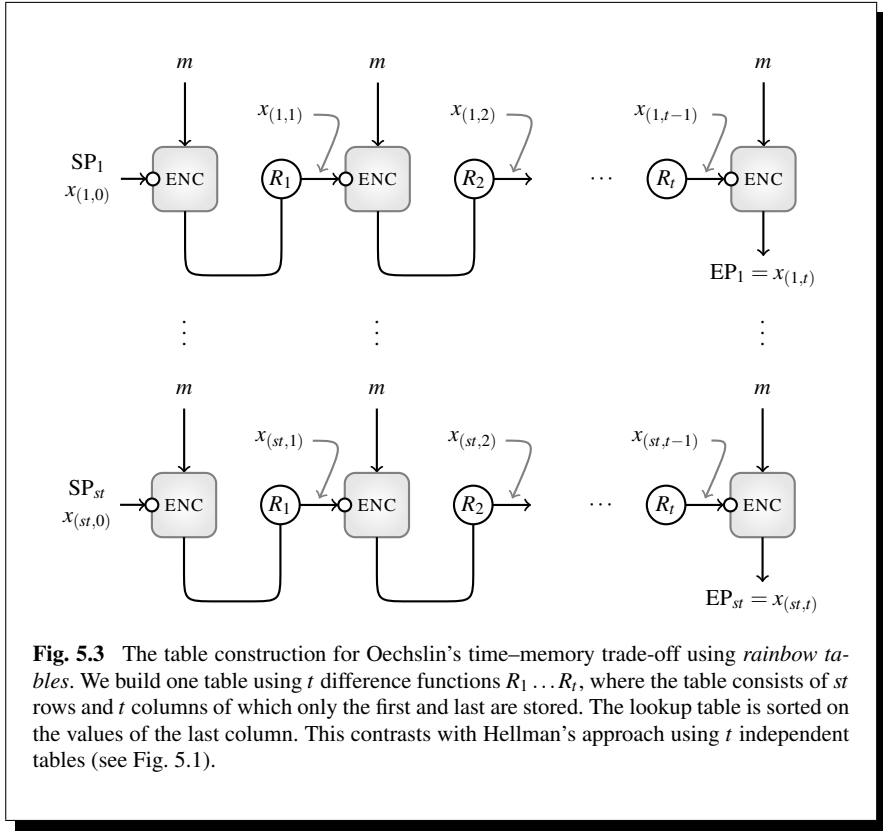 m m m
x(1,1) x(1,2) x(1,t−1)
SP1
x(1,0)
ENC R1 ENC R2 ··· Rt ENC
EP1 = x(1,t)
⋮ ⋮ ⋮
m m m
x(st,1) x(st,2) x(st,t−1)
SPst
x(st,0)
ENC R1 ENC R2 ··· Rt ENC
EPst = x(st,t)
Fig. 5.3 The table construction for Oechslin's time–memory trade-off using rainbow ta-
bles. We build one table using t difference functions R1 ... Rt, where the table consists of st
rows and t columns of which only the first and last are stored. The lookup table is sorted on
the values of the last column. This contrasts with Hellman's approach using t independent
tables (see Fig. 5.1).